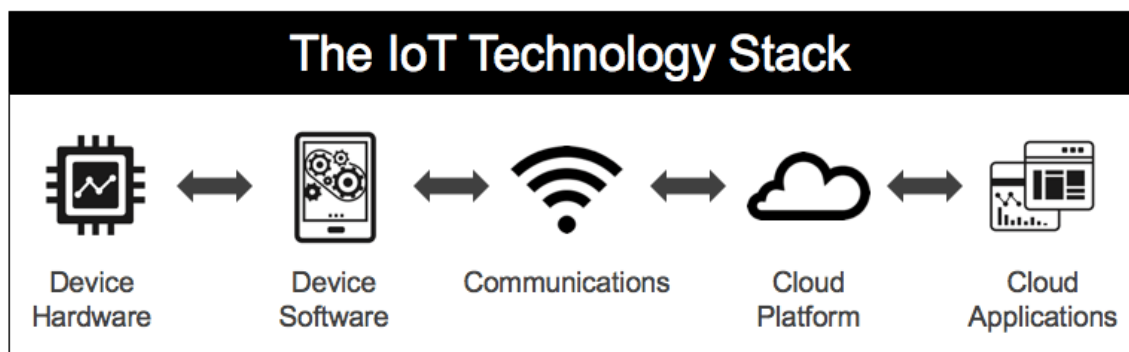 The IoT Technology Stack
Device
Hardware
Device
Software
Communications
Cloud
Platform
Cloud
Applications